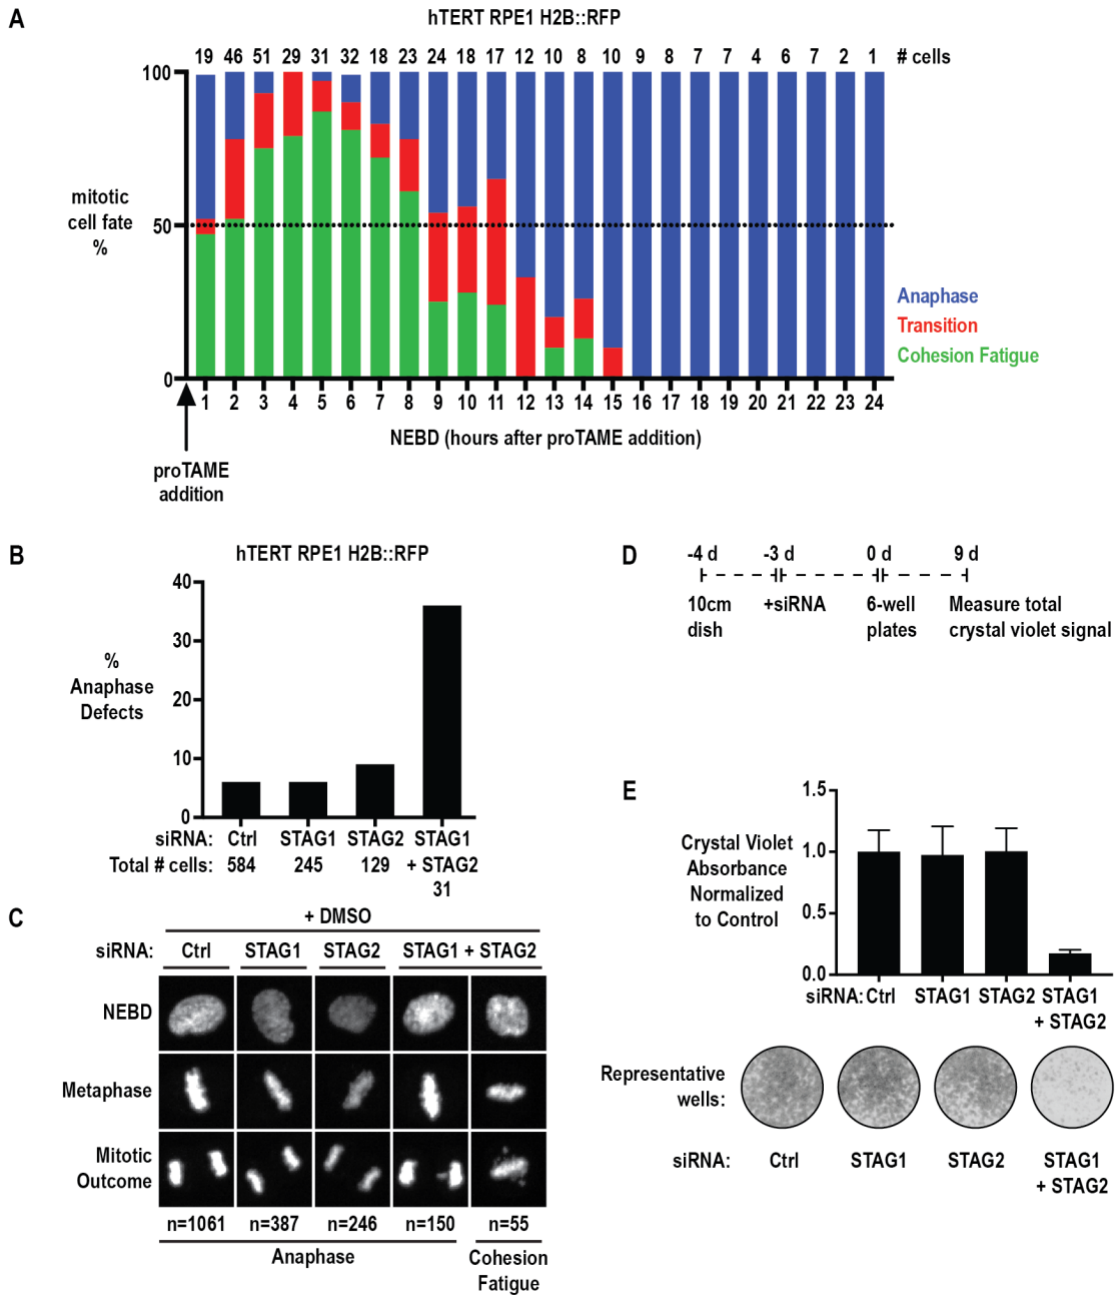 A
hTERT RPE1 H2B::RFP
19 46 51 29 31 32 18 23 24 18 17 12 10 8 10 9 8 7 7 4 6 7 2 1 # cells
100
50
0
mitotic
cell fate
%
Anaphase
Transition
Cohesion Fatigue
1 2 3 4 5 6 7 8 9 10 11 12 13 14 15 16 17 18 19 20 21 22 23 24
NEBD (hours after proTAME addition)
proTAME
addition
B
hTERT RPE1 H2B::RFP
40
30
20
10
0
%
Anaphase
Defects
siRNA: Ctrl STAG1 STAG2 STAG1
Total # cells: 584 245 129 + STAG2
31
C
+ DMSO
siRNA: Ctrl STAG1 STAG2 STAG1 + STAG2
NEBD
Metaphase
Mitotic
Outcome
n=1061 n=387 n=246 n=150 n=55
Anaphase
Cohesion
Fatigue
D
-4 d -3 d 0 d 9 d
10cm +siRNA 6-well Measure total
dish plates crystal violet signal
E
1.5
1.0
0.5
0.0
Crystal Violet
Absorbance
Normalized
to Control
siRNA: Ctrl STAG1 STAG2 STAG1
+ STAG2
Representative
wells:
siRNA: Ctrl STAG1 STAG2 STAG1
+ STAG2